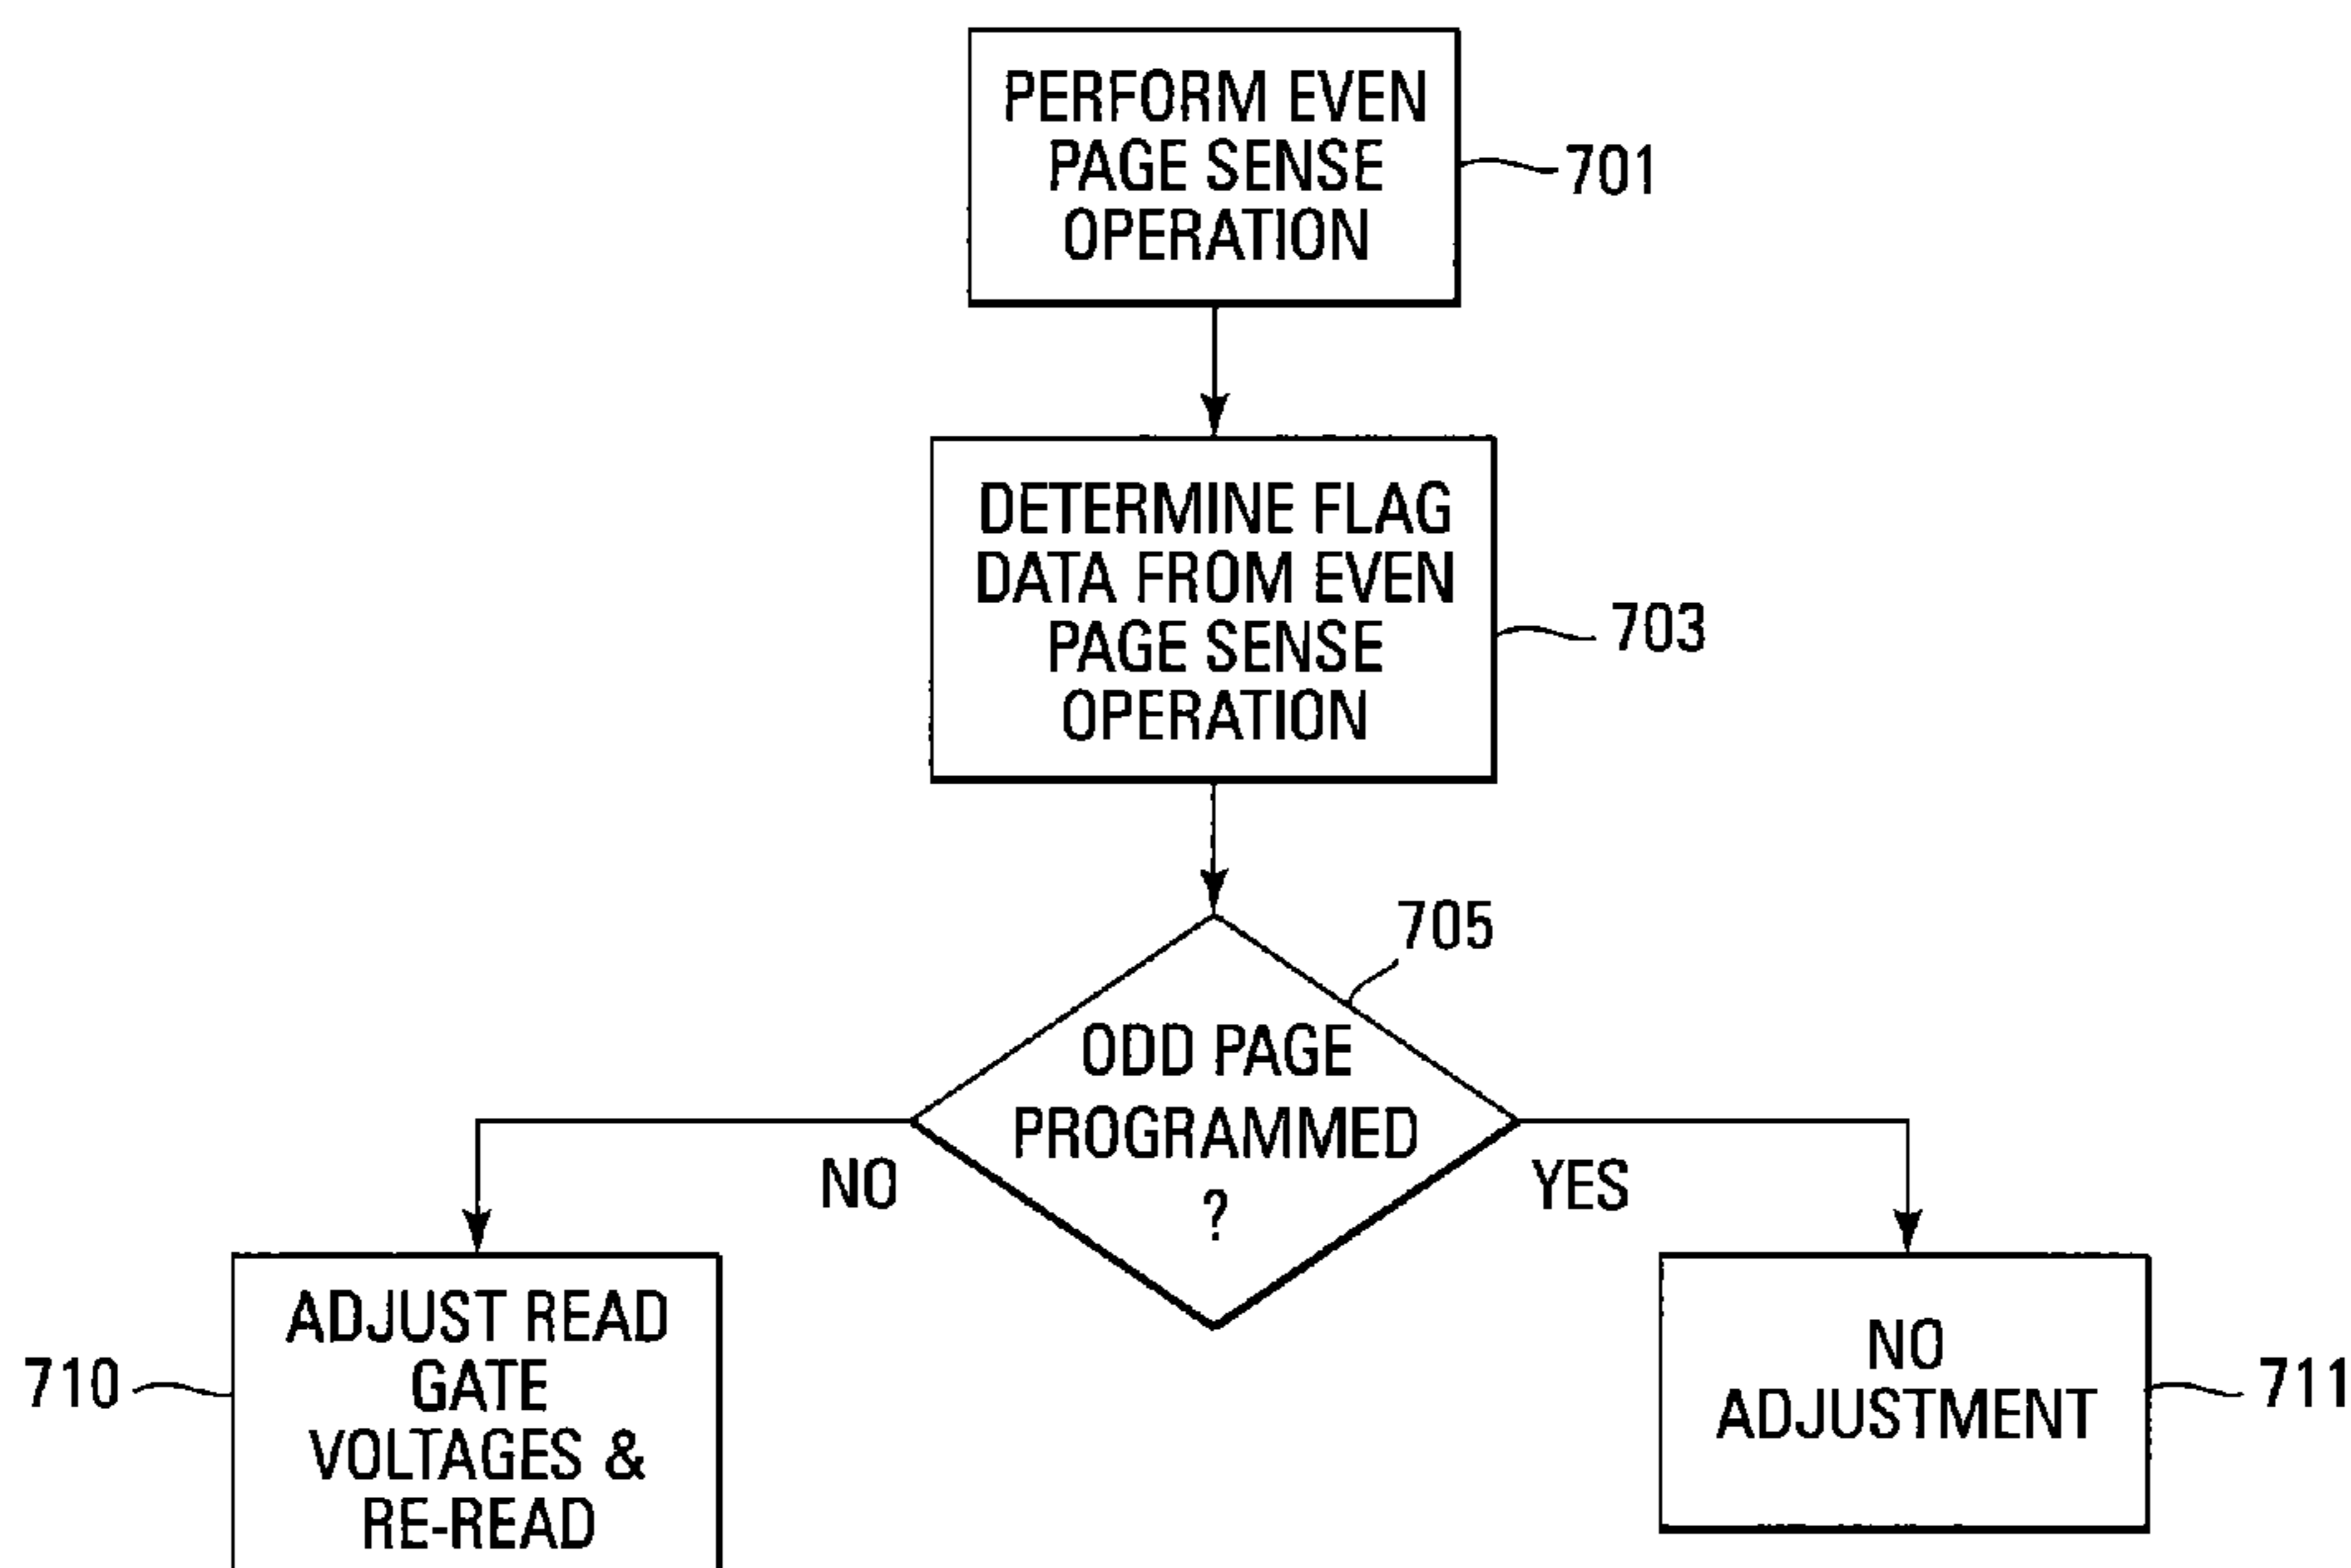 PERFORM EVEN
PAGE SENSE
OPERATION
701
DETERMINE FLAG
DATA FROM EVEN
PAGE SENSE
OPERATION
703
705
ODD PAGE
PROGRAMMED
?
NO
YES
ADJUST READ
GATE
VOLTAGES &
RE-READ
710
NO
ADJUSTMENT
711